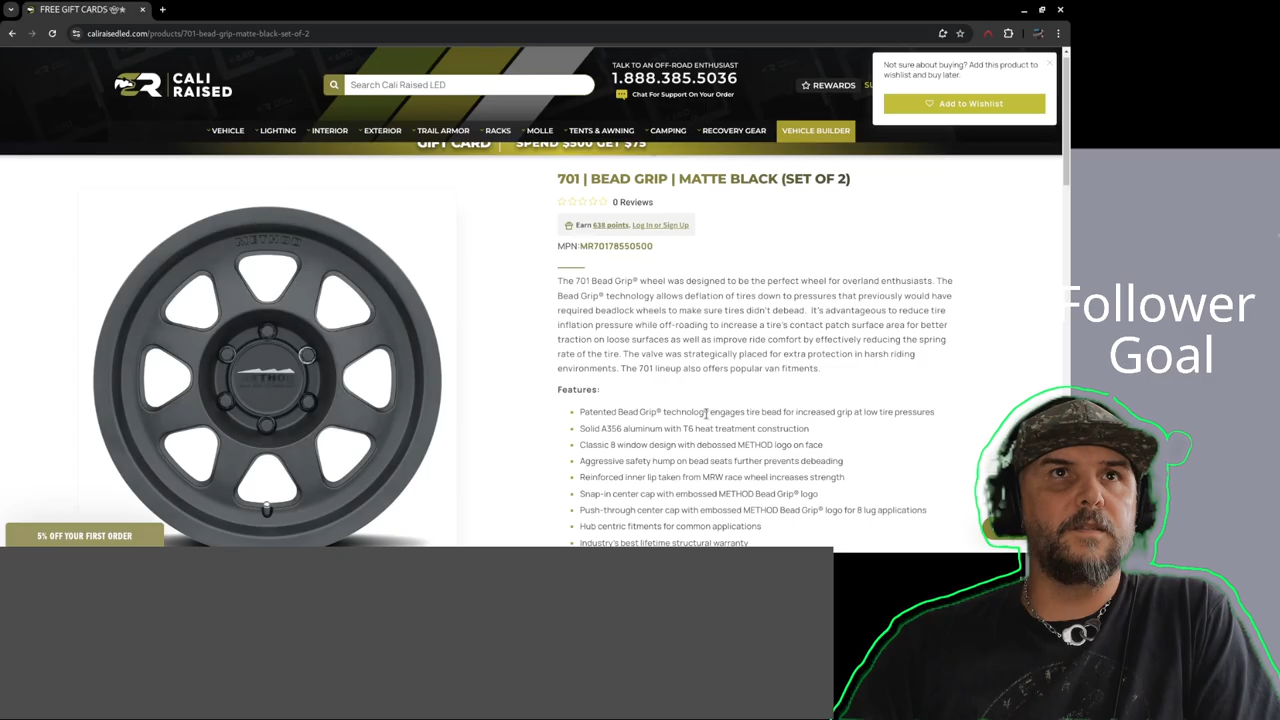 FREE GIFT CARDS
caliraisedled.com/products/701-bead-grip-matte-black-set-of-2
CALI
RAISED
Search Cali Raised LED
TALK TO AN OFF-ROAD ENTHUSIAST
1.888.385.5036
Chat For Support On Your Order
REWARDS
Not sure about buying? Add this product to
wishlist and buy later.
Add to Wishlist
VEHICLE LIGHTING INTERIOR EXTERIOR TRAIL ARMOR RACKS MOLLE TENTS & AWNING CAMPING RECOVERY GEAR VEHICLE BUILDER
GIFT CARD SPEND $500 GET $75
701 | BEAD GRIP | MATTE BLACK (SET OF 2)
0 Reviews
Earn 638 points. Log In or Sign Up
MPN:MR70178550500
The 701 Bead Grip® wheel was designed to be the perfect wheel for overland enthusiasts. The
Bead Grip® technology allows deflation of tires down to pressures that previously would have
required beadlock wheels to make sure tires didn't debead. It's advantageous to reduce tire
inflation pressure while off-roading to increase a tire's contact patch surface area for better
traction on loose surfaces as well as improve ride comfort by effectively reducing the spring
rate of the tire. The valve was strategically placed for extra protection in harsh riding
environments. The 701 lineup also offers popular van fitments.
Features:
Patented Bead Grip® technology engages tire bead for increased grip at low tire pressures
Solid A356 aluminum with T6 heat treatment construction
Classic 8 window design with debossed METHOD logo on face
Aggressive safety hump on bead seats further prevents debeading
Reinforced inner lip taken from MRW race wheel increases strength
Snap-in center cap with embossed METHOD Bead Grip® logo
Push-through center cap with embossed METHOD Bead Grip® logo for 8 lug applications
Hub centric fitments for common applications
Industry's best lifetime structural warranty
METHOD
METHOD
5% OFF YOUR FIRST ORDER
Follower
Goal